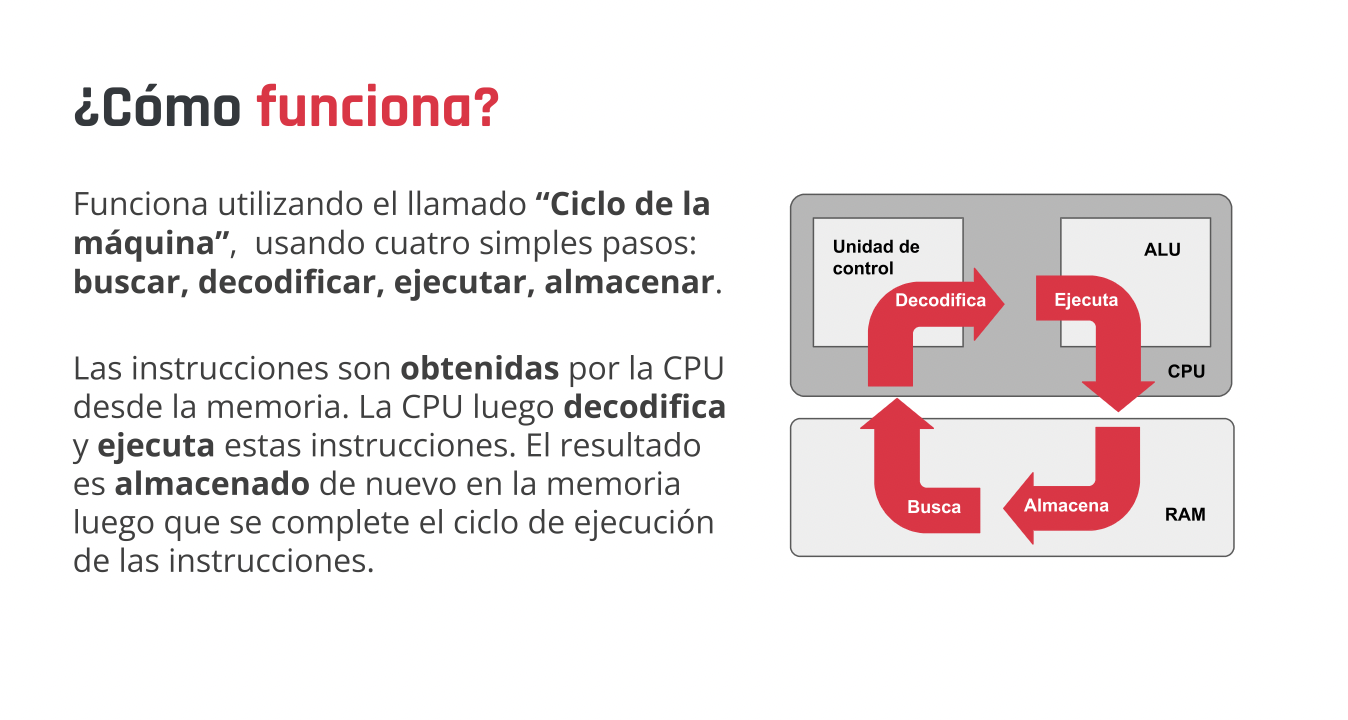 ¿Cómo funciona?
Funciona utilizando el llamado “Ciclo de la
máquina”,  usando cuatro simples pasos:
buscar, decodificar, ejecutar, almacenar.
Las instrucciones son obtenidas por la CPU
desde la memoria. La CPU luego decodifica
y ejecuta estas instrucciones. El resultado
es almacenado de nuevo en la memoria
luego que se complete el ciclo de ejecución
de las instrucciones.
Unidad de
control
ALU
Decodifica
Ejecuta
CPU
Busca
Almacena
RAM